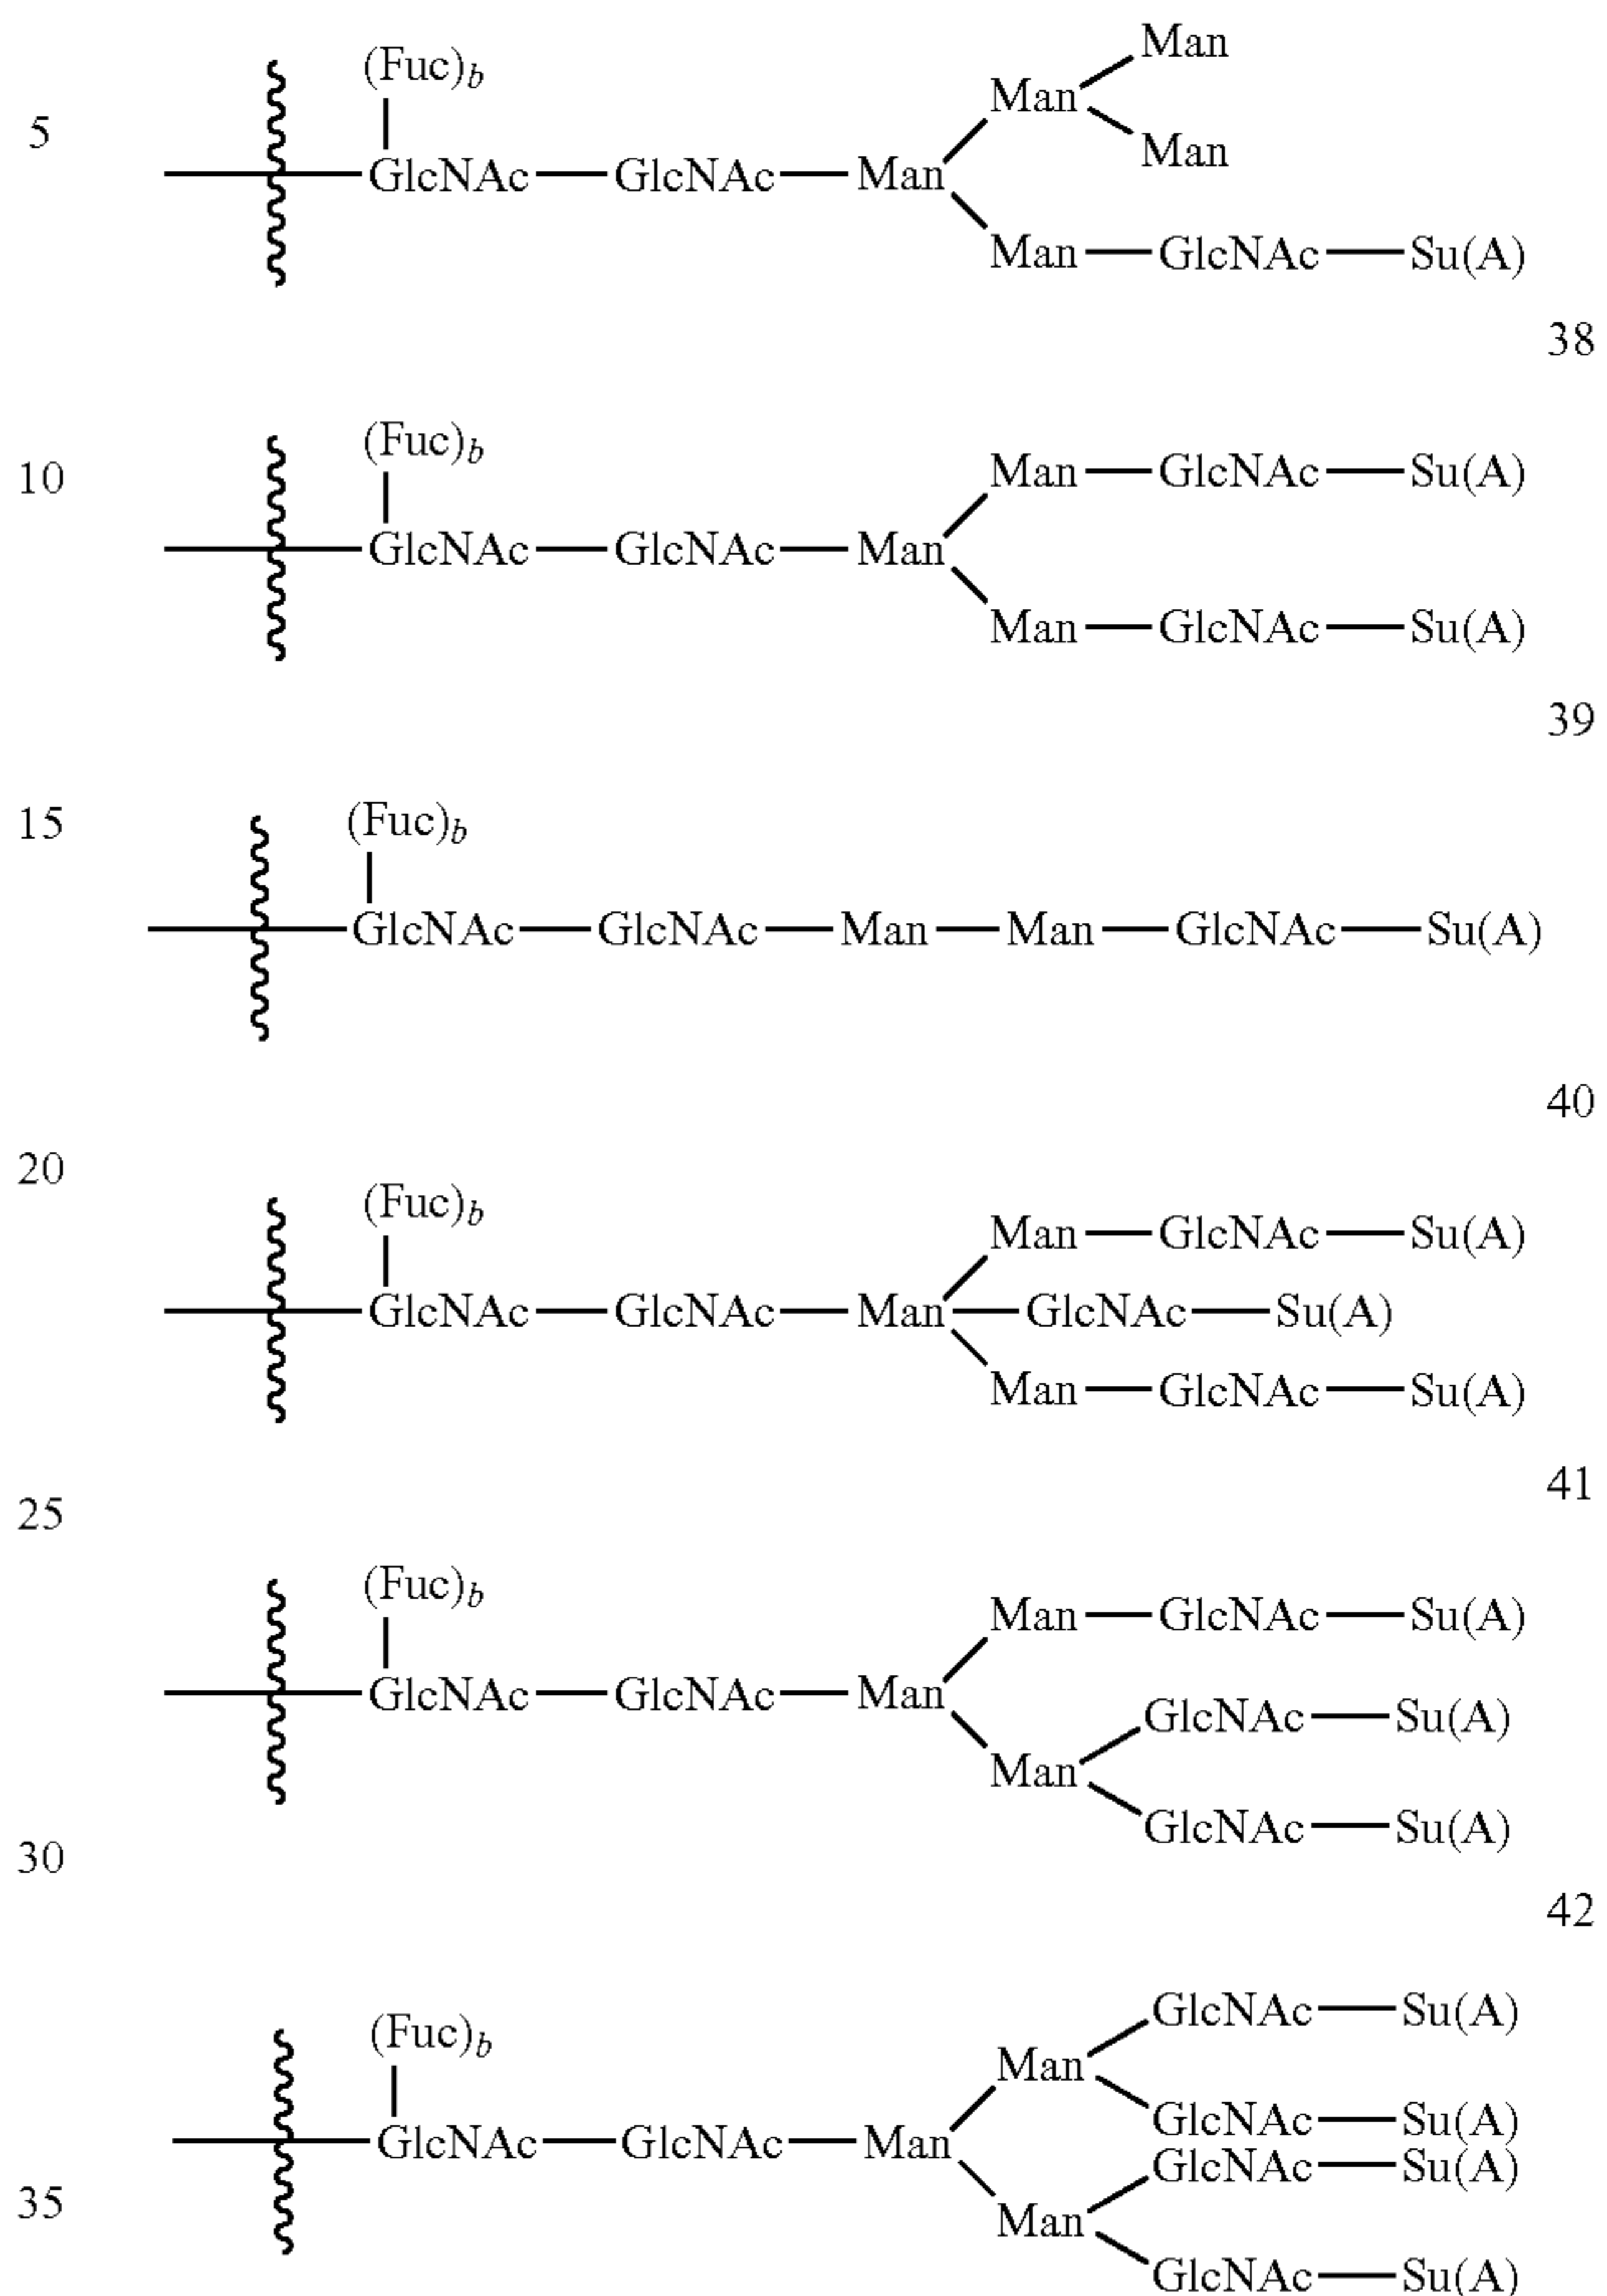 Man
(Fuc)b
Man
5
Man
GlcNAc GlcNAc Man
Man GlcNAc Su(A)
38
(Fuc)b
10 Man GlcNAc Su(A)
GlcNAc GlcNAc Man
Man GlcNAc Su(A)
39
15 (Fuc)b
GlcNAc GlcNAc Man Man GlcNAc Su(A)
40
20
(Fuc)b
Man GlcNAc Su(A)
GlcNAc GlcNAc Man GlcNAc Su(A)
Man GlcNAc Su(A)
41
25
(Fuc)b
Man GlcNAc Su(A)
GlcNAc GlcNAc Man
GlcNAc Su(A)
Man
GlcNAc Su(A)
30
42
GlcNAc Su(A)
(Fuc)b
Man
GlcNAc Su(A)
GlcNAc GlcNAc Man
GlcNAc Su(A)
35
Man
GlcNAc Su(A)